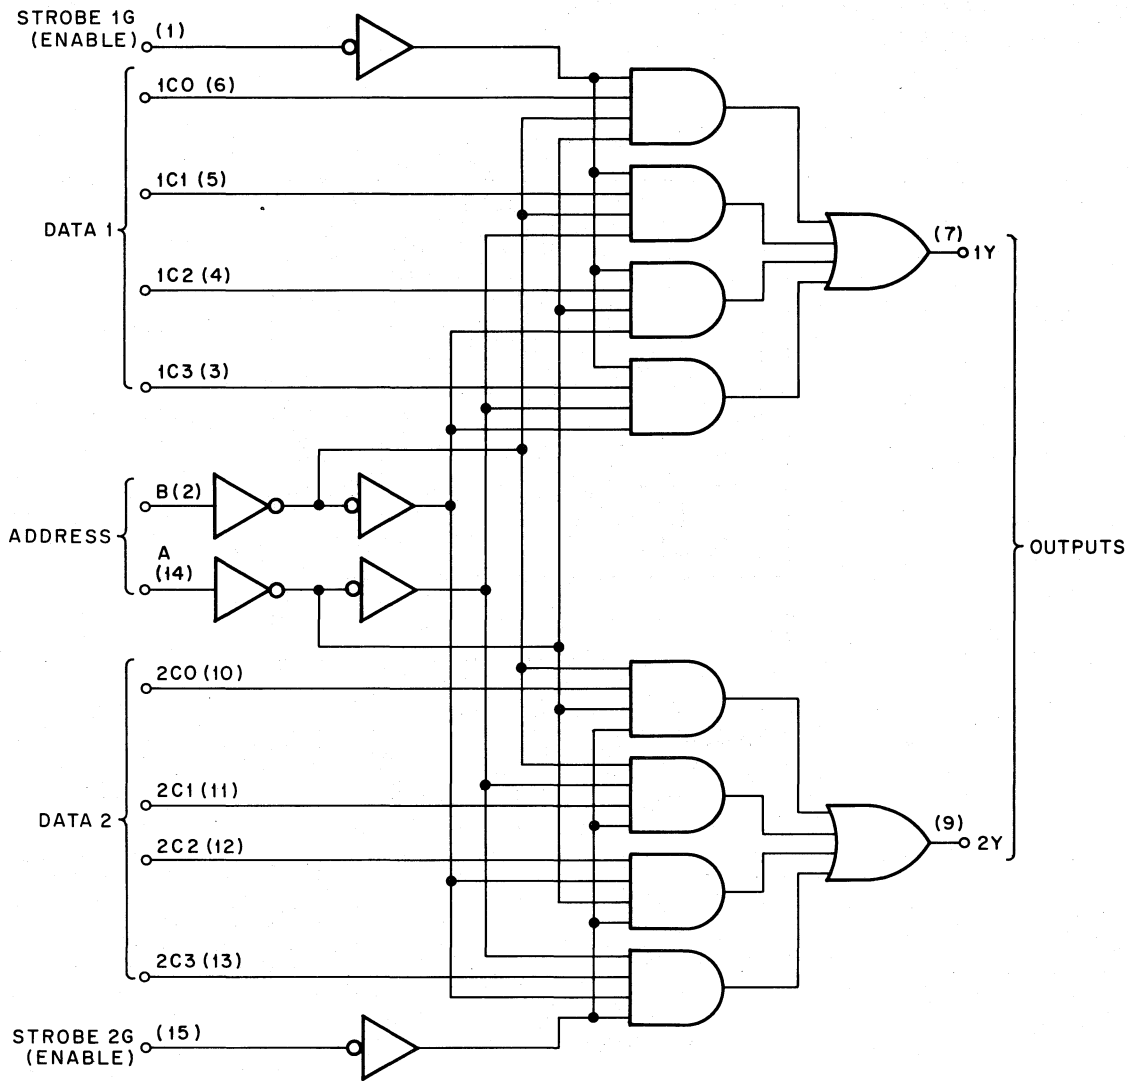 STROBE 1G (1)
(ENABLE)
1C0 (6)
1C1 (5)
DATA 1
(7)
1Y
1C2 (4)
1C3 (3)
B(2)
ADDRESS
A
(14)
OUTPUTS
2C0 (10)
2C1 (11)
DATA 2
(9)
2Y
2C2 (12)
2C3 (13)
STROBE 2G (15)
(ENABLE)